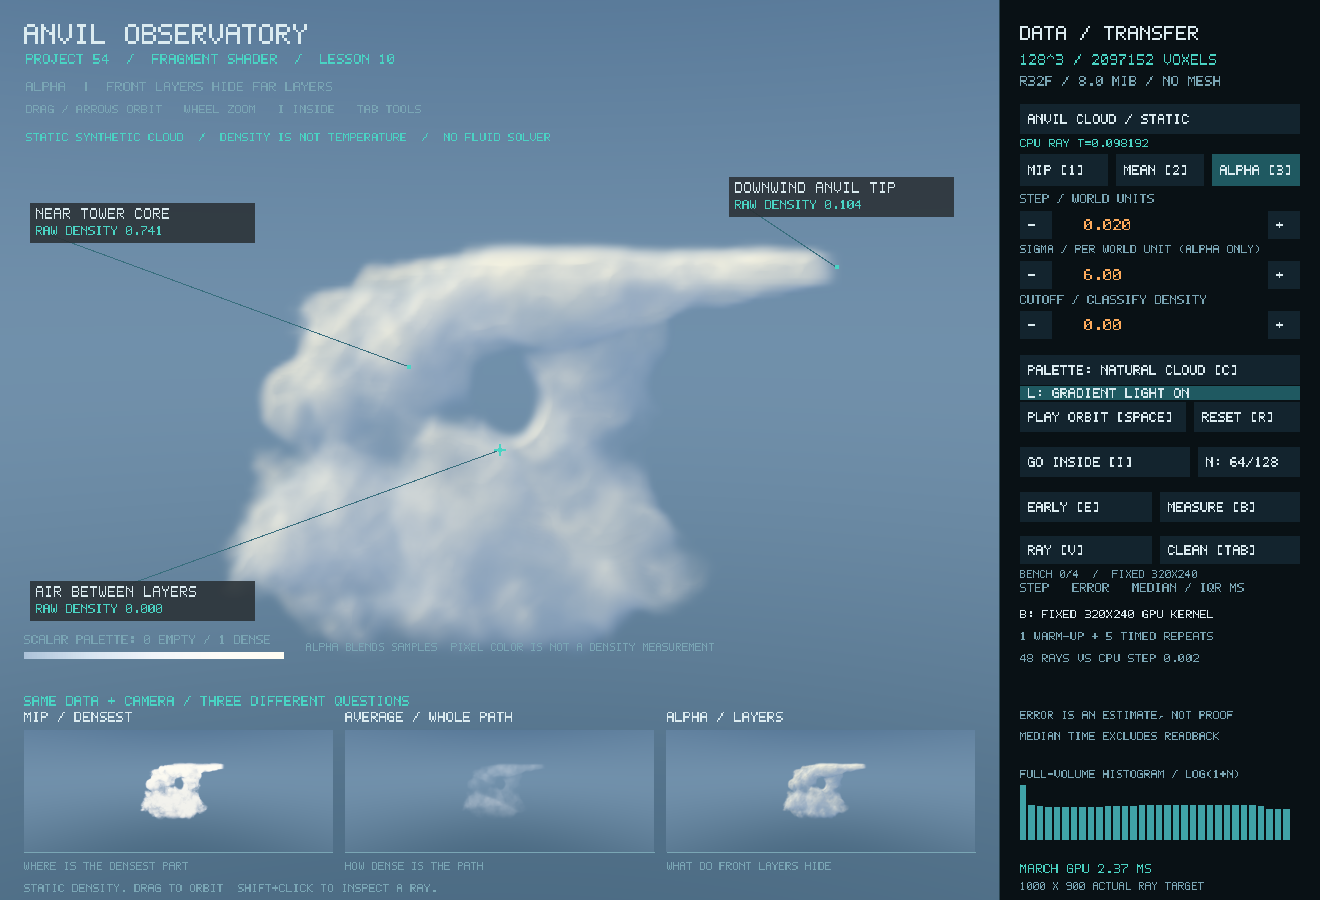 ANVIL OBSERVATORY
PROJECT 54 / FRAGMENT SHADER / LESSON 10
ALPHA | FRONT LAYERS HIDE FAR LAYERS
DRAG / ARROWS ORBIT WHEEL ZOOM I INSIDE TAB TOOLS
STATIC SYNTHETIC CLOUD / DENSITY IS NOT TEMPERATURE / NO FLUID SOLVER
DOWNWIND ANVIL TIP
RAW DENSITY 0.104
NEAR TOWER CORE
RAW DENSITY 0.741
AIR BETWEEN LAYERS
RAW DENSITY 0.000
SCALAR PALETTE: 0 EMPTY / 1 DENSE
ALPHA BLENDS SAMPLES PIXEL COLOR IS NOT A DENSITY MEASUREMENT
SAME DATA + CAMERA / THREE DIFFERENT QUESTIONS
MIP / DENSEST
AVERAGE / WHOLE PATH
ALPHA / LAYERS
WHERE IS THE DENSEST PART
HOW DENSE IS THE PATH
WHAT DO FRONT LAYERS HIDE
STATIC DENSITY. DRAG TO ORBIT SHIFT+CLICK TO INSPECT A RAY.
DATA / TRANSFER
128^3 / 2097152 VOXELS
R32F / 8.0 MIB / NO MESH
ANVIL CLOUD / STATIC
CPU RAY T=0.098192
MIP [1]
MEAN [2]
ALPHA [3]
STEP / WORLD UNITS
- 0.020 +
SIGMA / PER WORLD UNIT (ALPHA ONLY)
- 6.00 +
CUTOFF / CLASSIFY DENSITY
- 0.00 +
PALETTE: NATURAL CLOUD [C]
L: GRADIENT LIGHT ON
PLAY ORBIT [SPACE]
RESET [R]
GO INSIDE [I]
N: 64/128
EARLY [E]
MEASURE [B]
RAY [V]
CLEAN [TAB]
BENCH 0/4 / FIXED 320X240
STEP ERROR MEDIAN / IQR MS
B: FIXED 320X240 GPU KERNEL
1 WARM-UP + 5 TIMED REPEATS
48 RAYS VS CPU STEP 0.002
ERROR IS AN ESTIMATE, NOT PROOF
MEDIAN TIME EXCLUDES READBACK
FULL-VOLUME HISTOGRAM / LOG(1+N)
MARCH GPU 2.37 MS
1000 X 900 ACTUAL RAY TARGET